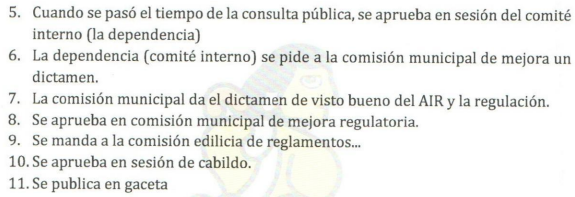 5. Cuando se pasó el tiempo de la consulta pública, se aprueba en sesión del comité
interno (la dependencia)
6. La dependencia (comité interno) se pide a la comisión municipal de mejora un
dictamen.
7. La comisión municipal da el dictamen de visto bueno del AIR y la regulación.
8. Se aprueba en comisión municipal de mejora regulatoria.
9. Se manda a la comisión edilicia de reglamentos...
10. Se aprueba en sesión de cabildo.
11. Se publica en gaceta